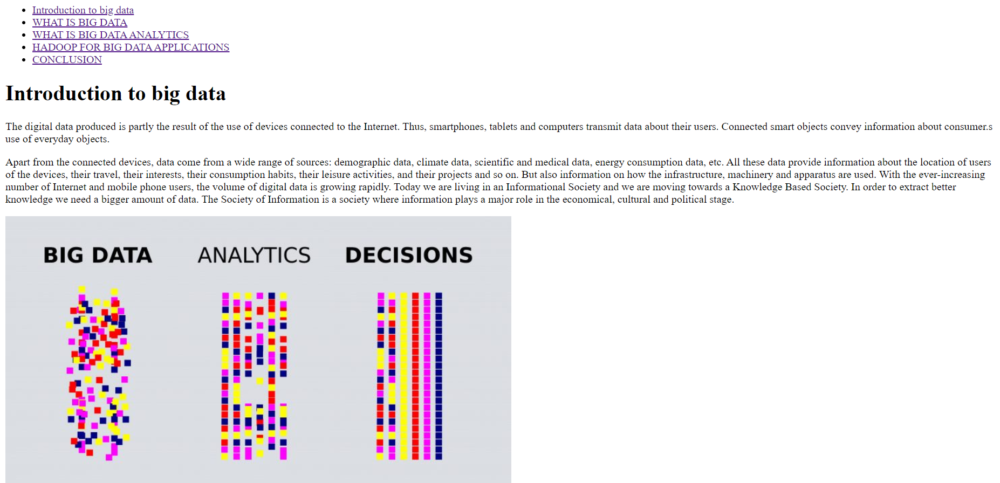 Introduction to big data
WHAT IS BIG DATA
WHAT IS BIG DATA ANALYTICS
HADOOP FOR BIG DATA APPLICATIONS
CONCLUSION
Introduction to big data
The digital data produced is partly the result of the use of devices connected to the Internet. Thus, smartphones, tablets and computers transmit data about their users. Connected smart objects convey information about consumer.s
use of everyday objects.
Apart from the connected devices, data come from a wide range of sources: demographic data, climate data, scientific and medical data, energy consumption data, etc. All these data provide information about the location of users
of the devices, their travel, their interests, their consumption habits, their leisure activities, and their projects and so on. But also information on how the infrastructure, machinery and apparatus are used. With the ever-increasing
number of Internet and mobile phone users, the volume of digital data is growing rapidly. Today we are living in an Informational Society and we are moving towards a Knowledge Based Society. In order to extract better
knowledge we need a bigger amount of data. The Society of Information is a society where information plays a major role in the economical, cultural and political stage.
BIG DATA ANALYTICS DECISIONS